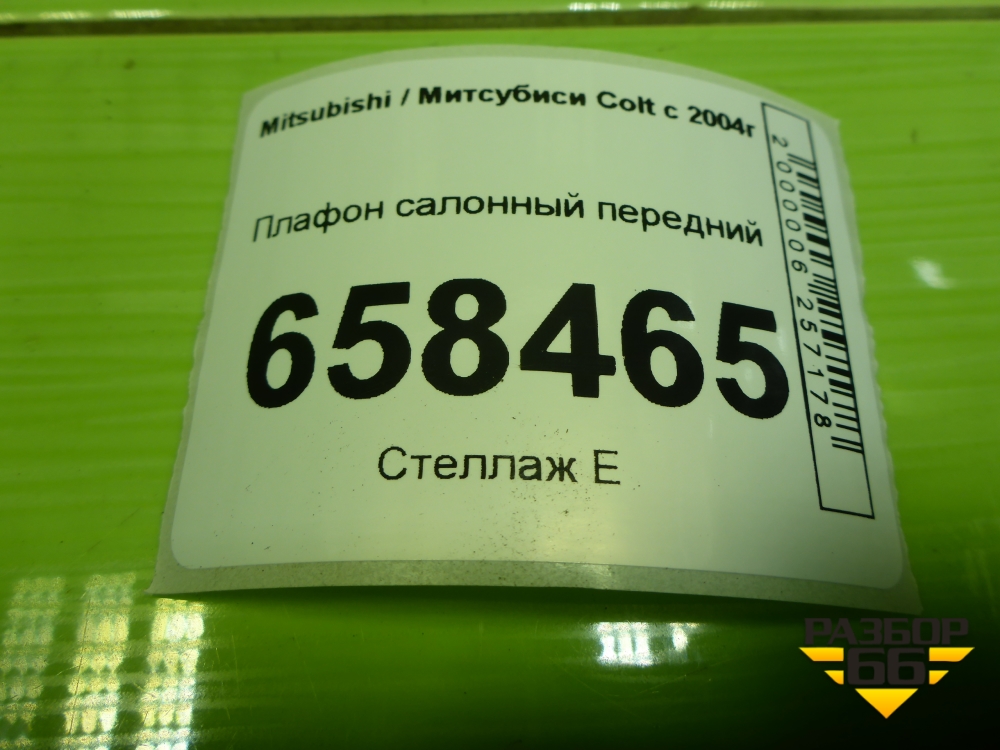 Mitsubishi / Митсубиси Colt с 2004г
Плафон салонный передний
658465
Стеллаж Е
2000006257178
РАЗБОР
66